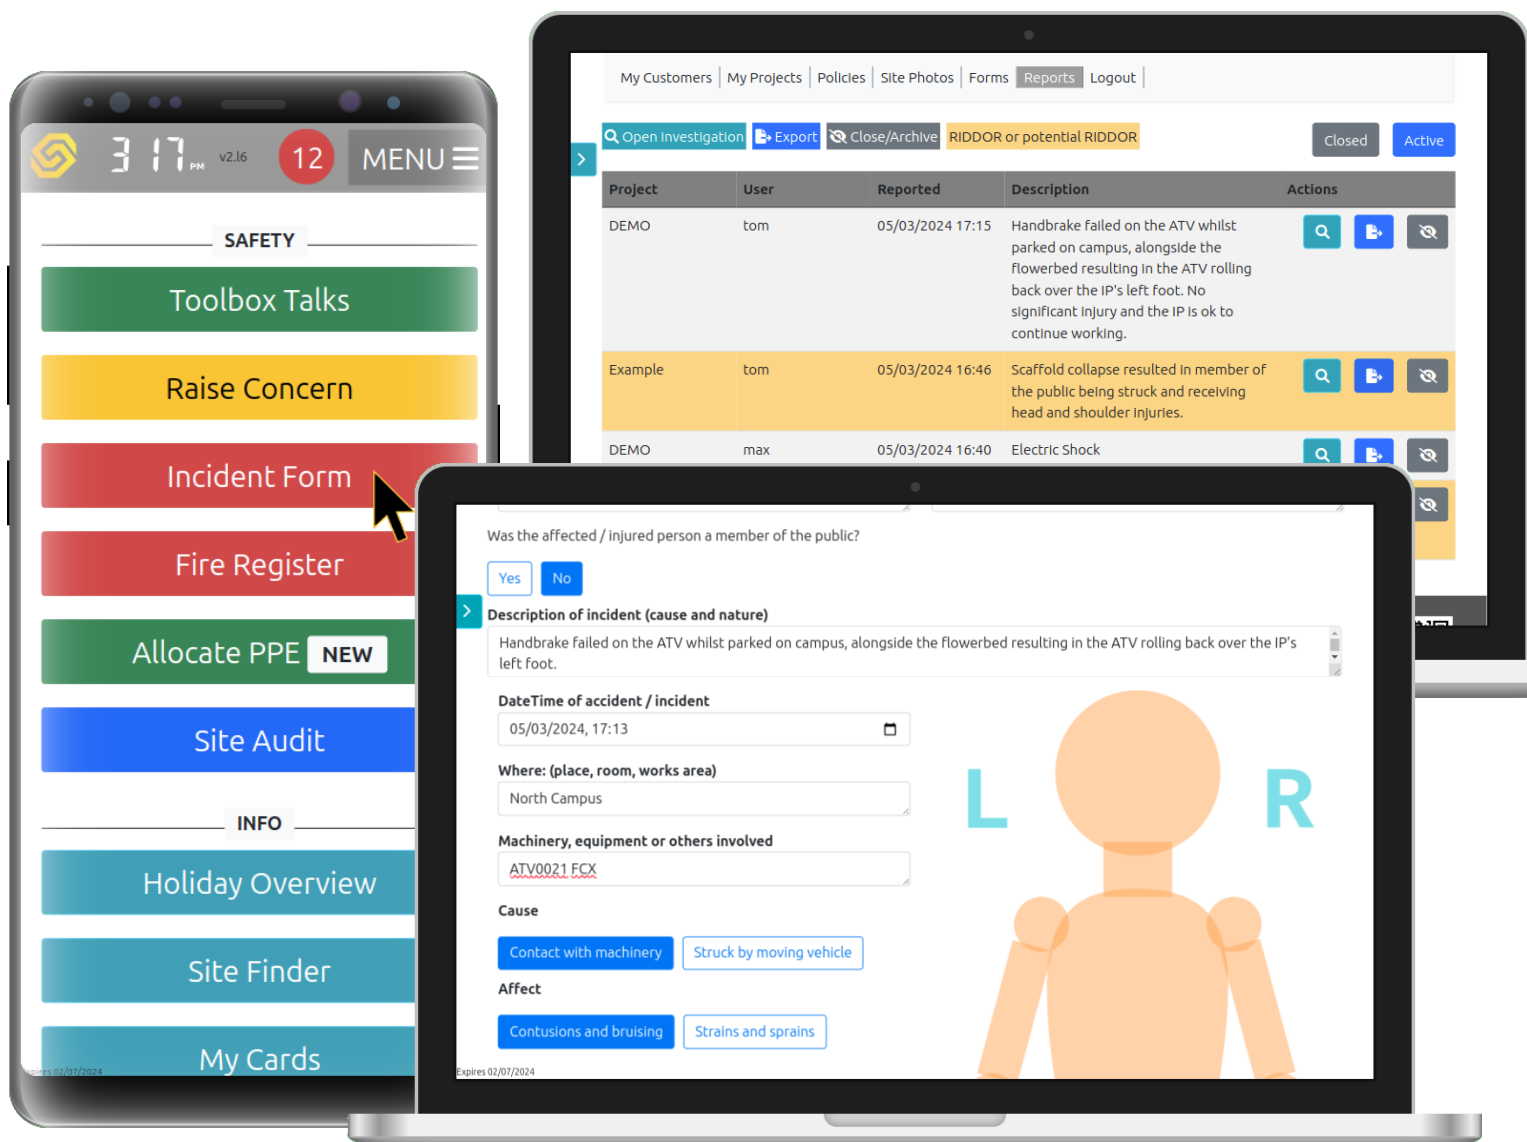 3 17 PM
v2.16
12
MENU
SAFETY
Toolbox Talks
Raise Concern
Incident Form
Fire Register
Allocate PPE NEW
Site Audit
INFO
Holiday Overview
Site Finder
My Cards
Expires 02/07/2024
My Customers My Projects Policies Site Photos Forms Reports Logout
Open Investigation Export Close/Archive RIDDOR or potential RIDDOR Closed Active
Project User Reported Description Actions
DEMO tom 05/03/2024 17:15 Handbrake failed on the ATV whilst
parked on campus, alongside the
flowerbed resulting in the ATV rolling
back over the IP's left foot. No
significant injury and the IP is ok to
continue working.
Example tom 05/03/2024 16:46 Scaffold collapse resulted in member of
the public being struck and receiving
head and shoulder injuries.
DEMO max 05/03/2024 16:40 Electric Shock
Was the affected / injured person a member of the public?
Yes No
Description of incident (cause and nature)
Handbrake failed on the ATV whilst parked on campus, alongside the flowerbed resulting in the ATV rolling back over the IP's
left foot.
DateTime of accident / incident
05/03/2024, 17:13
Where: (place, room, works area)
North Campus
Machinery, equipment or others involved
ATV0021 FCX
Cause
Contact with machinery Struck by moving vehicle
Affect
Contusions and bruising Strains and sprains
L R
Expires 02/07/2024